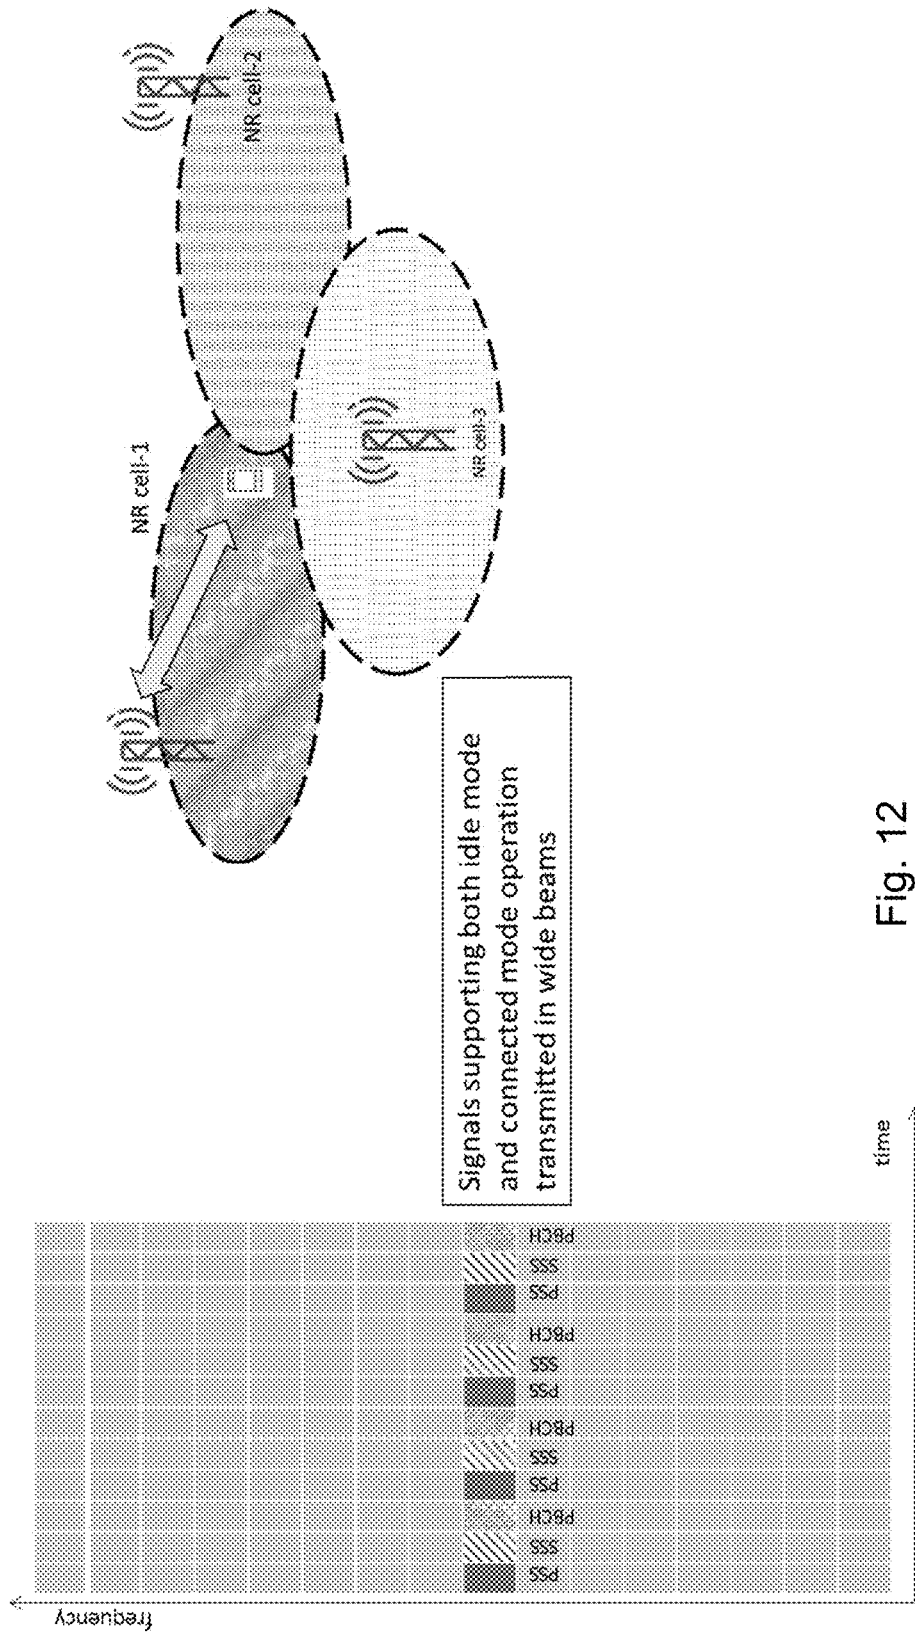 NR cell-1
NR cell-2
NR cell-3
Signals supporting both idle mode
and connected mode operation
transmitted in wide beams
frequency
PSS
SSS
PBCH
PSS
SSS
PBCH
PSS
SSS
PBCH
PSS
SSS
PBCH
time
Fig. 12